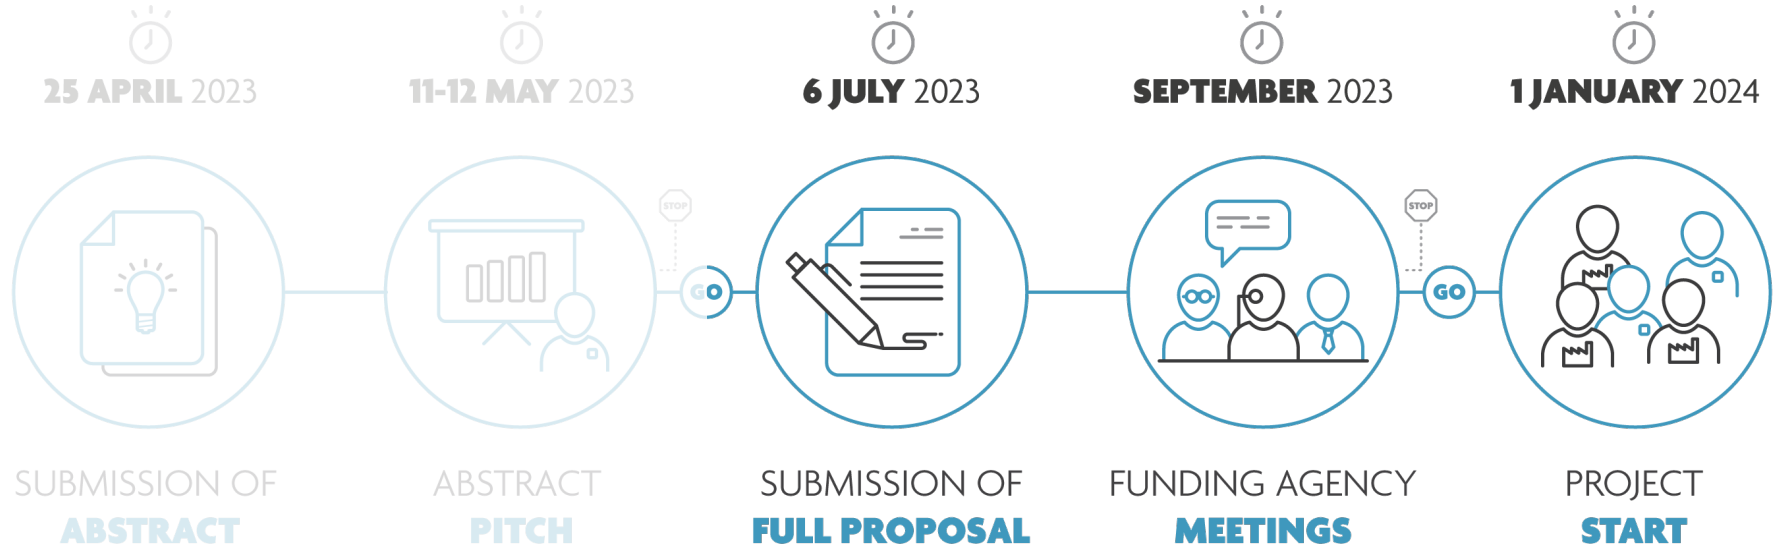 25 APRIL 2023
11-12 MAY 2023
6 JULY 2023
SEPTEMBER 2023
1 JANUARY 2024
STOP
GO
STOP
GO
SUBMISSION OF
ABSTRACT
ABSTRACT
PITCH
SUBMISSION OF
FULL PROPOSAL
FUNDING AGENCY
MEETINGS
PROJECT
START